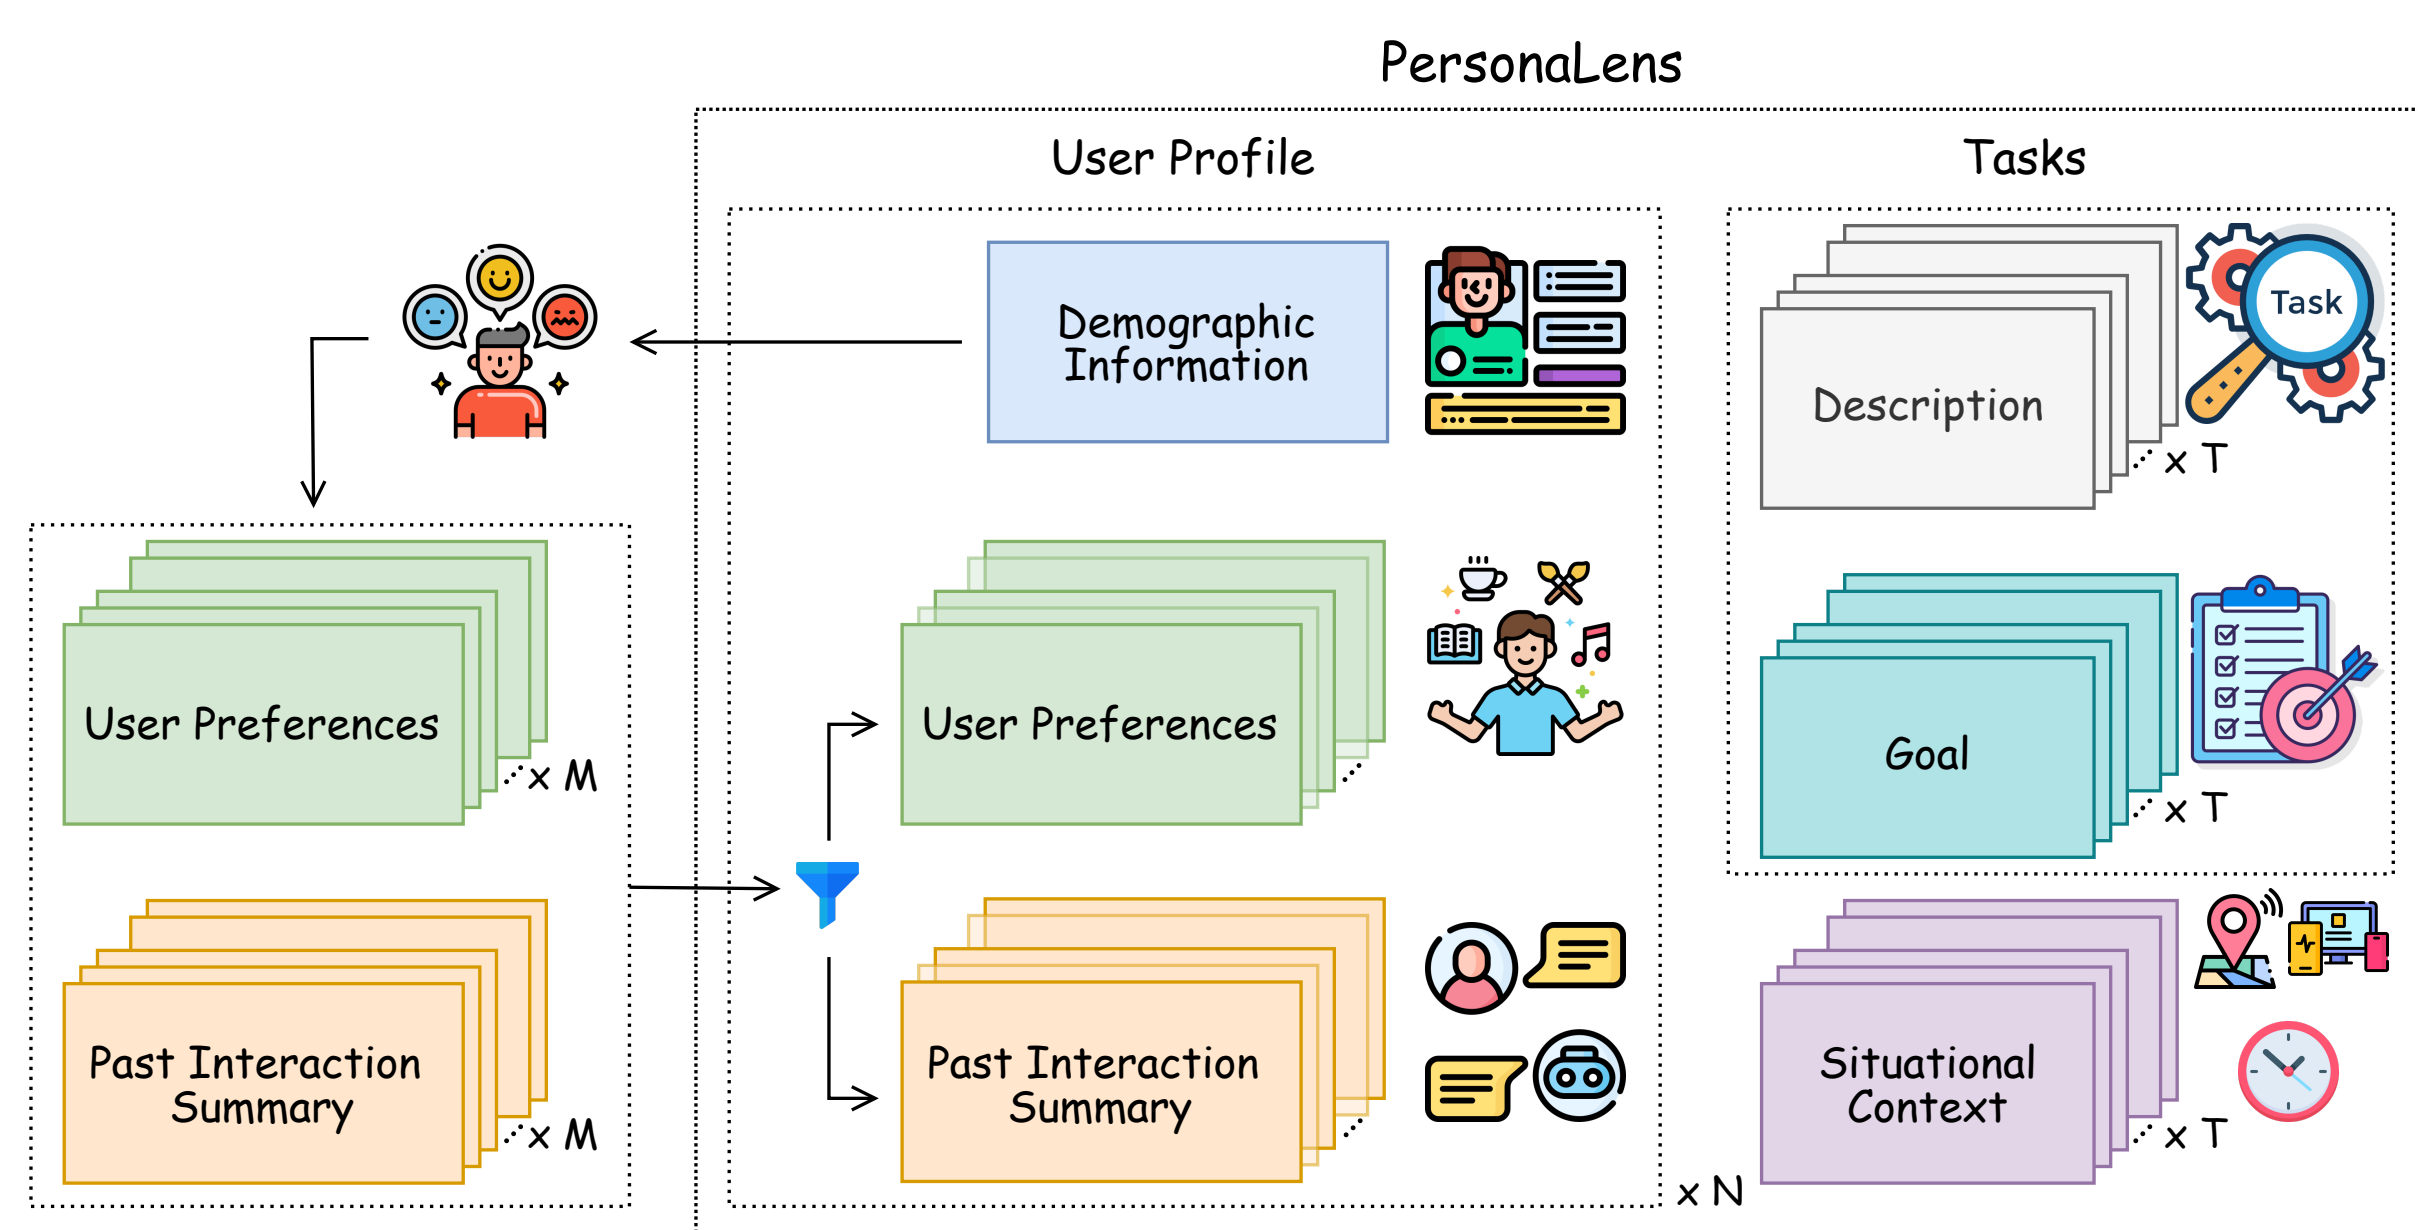 PersonaLens
User Profile
Tasks
Demographic
Information
Task
Description
x T
User Preferences
x M
User Preferences
Goal
x T
Past Interaction
Summary
x M
Past Interaction
Summary
x N
Situational
Context
x T